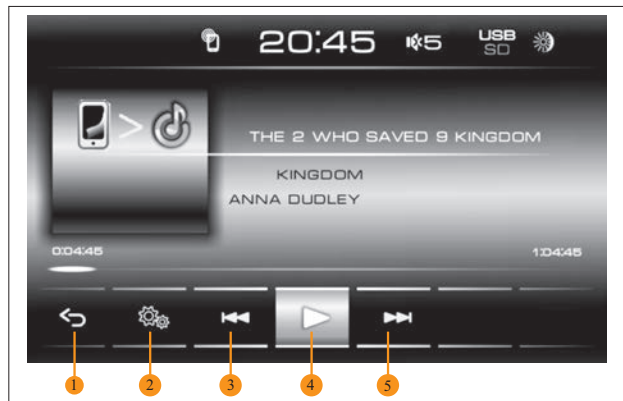 20:45 5 USB
SD
THE 2 WHO SAVED 9 KINGDOM
KINGDOM
ANNA DUDLEY
0:04:45 1:04:45
1 2 3 4 5